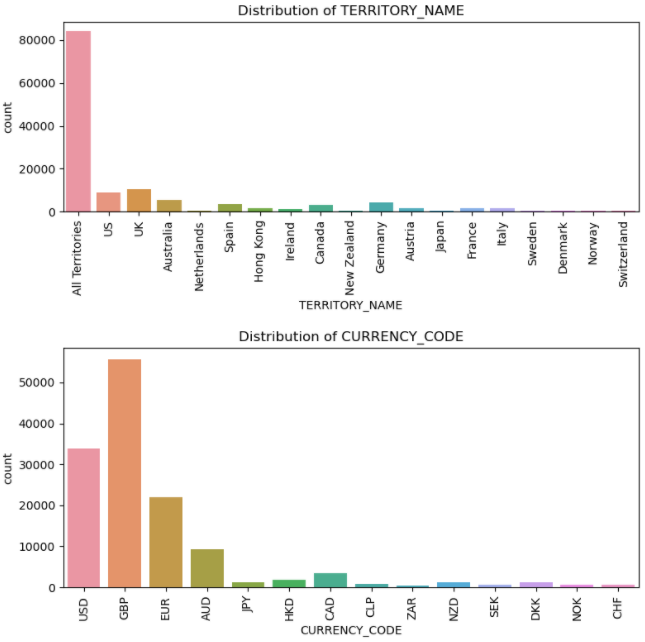 Distribution of TERRITORY_NAME
80000
60000
40000
20000
0
count
All Territories
US
UK
Australia
Netherlands
Spain
Hong Kong
Ireland
Canada
New Zealand
Germany
Austria
Japan
France
Italy
Sweden
Denmark
Norway
Switzerland
TERRITORY_NAME
Distribution of CURRENCY_CODE
50000
40000
30000
20000
10000
0
count
USD
GBP
EUR
AUD
JPY
HKD
CAD
CLP
ZAR
NZD
SEK
DKK
NOK
CHF
CURRENCY_CODE